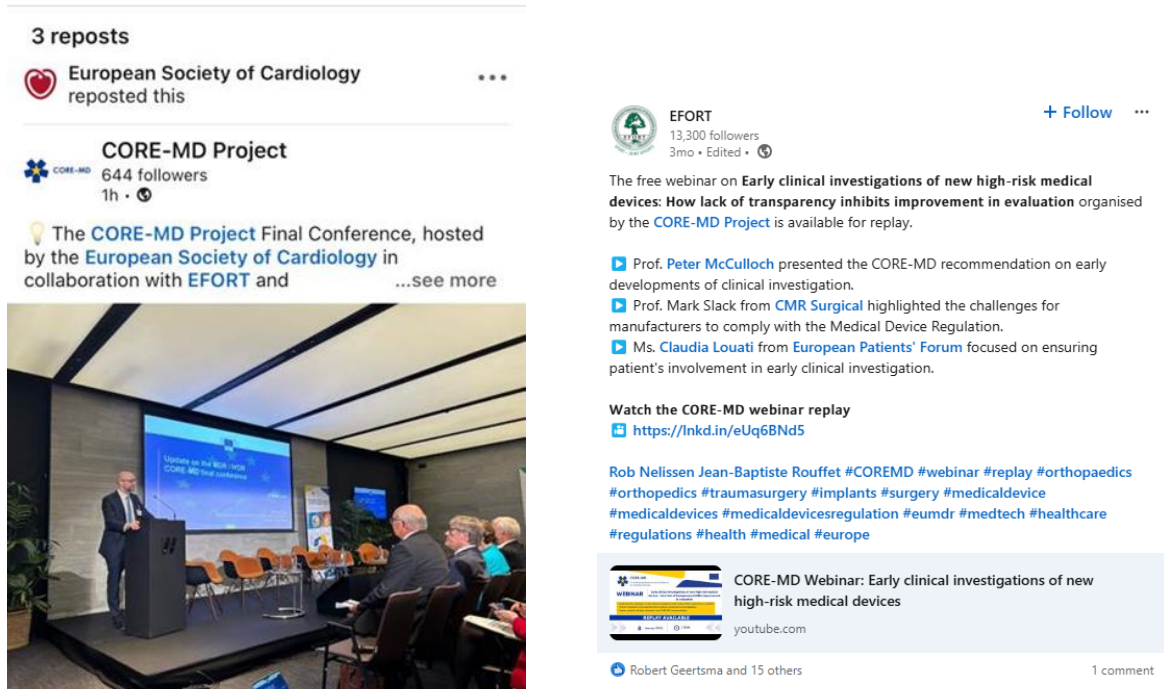 3 reposts
European Society of Cardiology
reposted this
CORE-MD
CORE-MD Project
644 followers
1h •
The CORE-MD Project Final Conference, hosted
by the European Society of Cardiology in
collaboration with EFORT and ...see more
Update on the MDR / IVDR
CORE-MD final conference
EFORT
EFORT
13,300 followers
3mo • Edited •
+ Follow
The free webinar on Early clinical investigations of new high-risk medical
devices: How lack of transparency inhibits improvement in evaluation organised
by the CORE-MD Project is available for replay.
Prof. Peter McCulloch presented the CORE-MD recommendation on early
developments of clinical investigation.
Prof. Mark Slack from CMR Surgical highlighted the challenges for
manufacturers to comply with the Medical Device Regulation.
Ms. Claudia Louati from European Patients' Forum focused on ensuring
patient's involvement in early clinical investigation.
Watch the CORE-MD webinar replay
https://lnkd.in/eUq6BNd5
Rob Nelissen Jean-Baptiste Rouffet #COREMD #webinar #replay #orthopaedics
#orthopedics #traumasurgery #implants #surgery #medicaldevice
#medicaldevices #medicaldevicesregulation #eumdr #medtech #healthcare
#regulations #health #medical #europe
CORE-MD
WEBINAR
REPLAY AVAILABLE
CORE-MD Webinar: Early clinical investigations of new
high-risk medical devices
youtube.com
Robert Geertsma and 15 others
1 comment